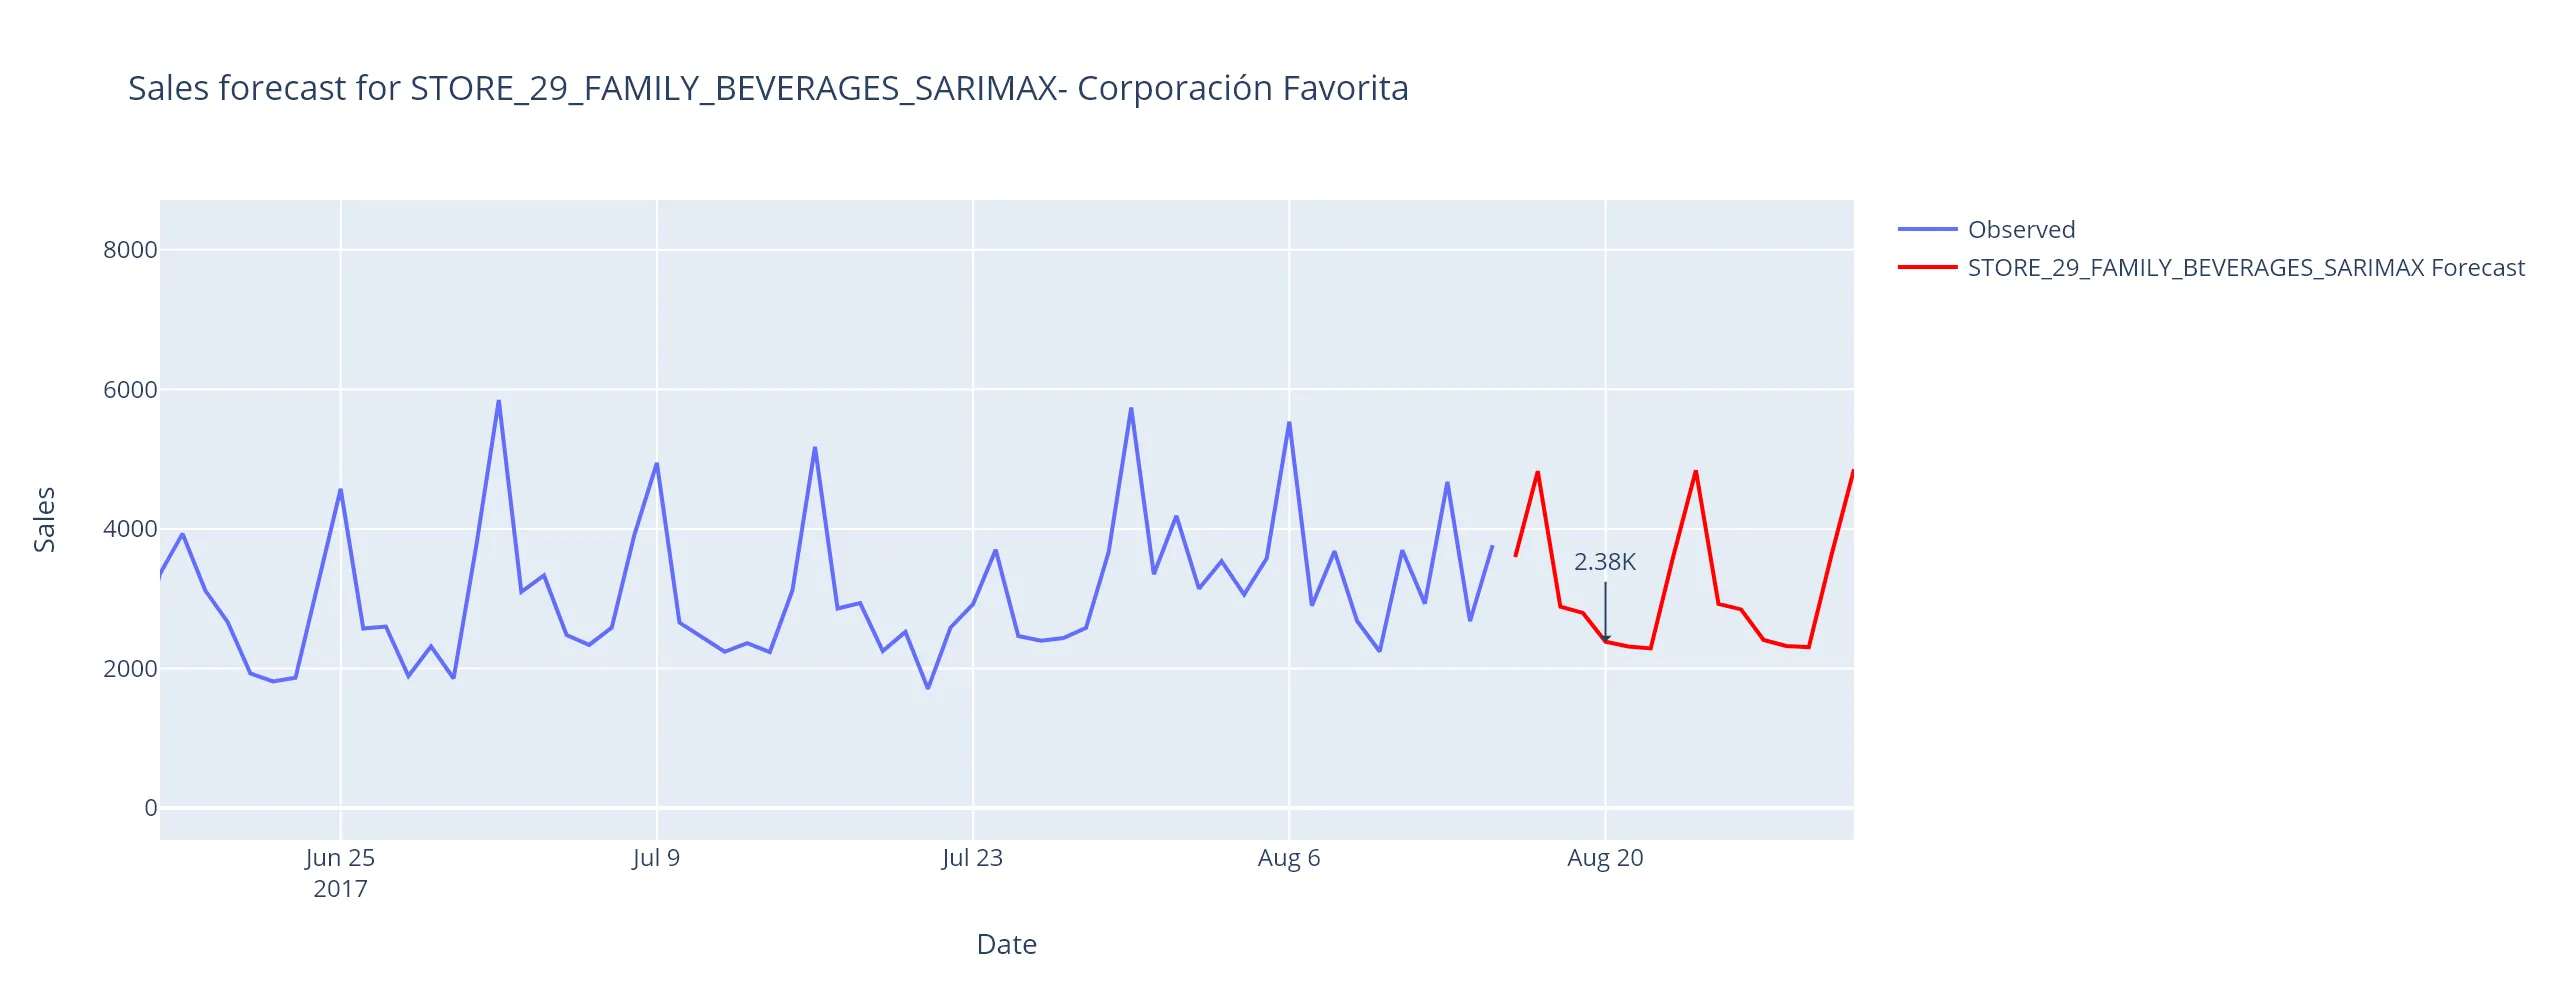 Sales forecast for STORE_29_FAMILY_BEVERAGES_SARIMAX- Corporación Favorita
Observed
STORE_29_FAMILY_BEVERAGES_SARIMAX Forecast
Sales
8000
6000
4000
2000
0
2.38K
Jun 25
2017
Jul 9
Jul 23
Aug 6
Aug 20
Date